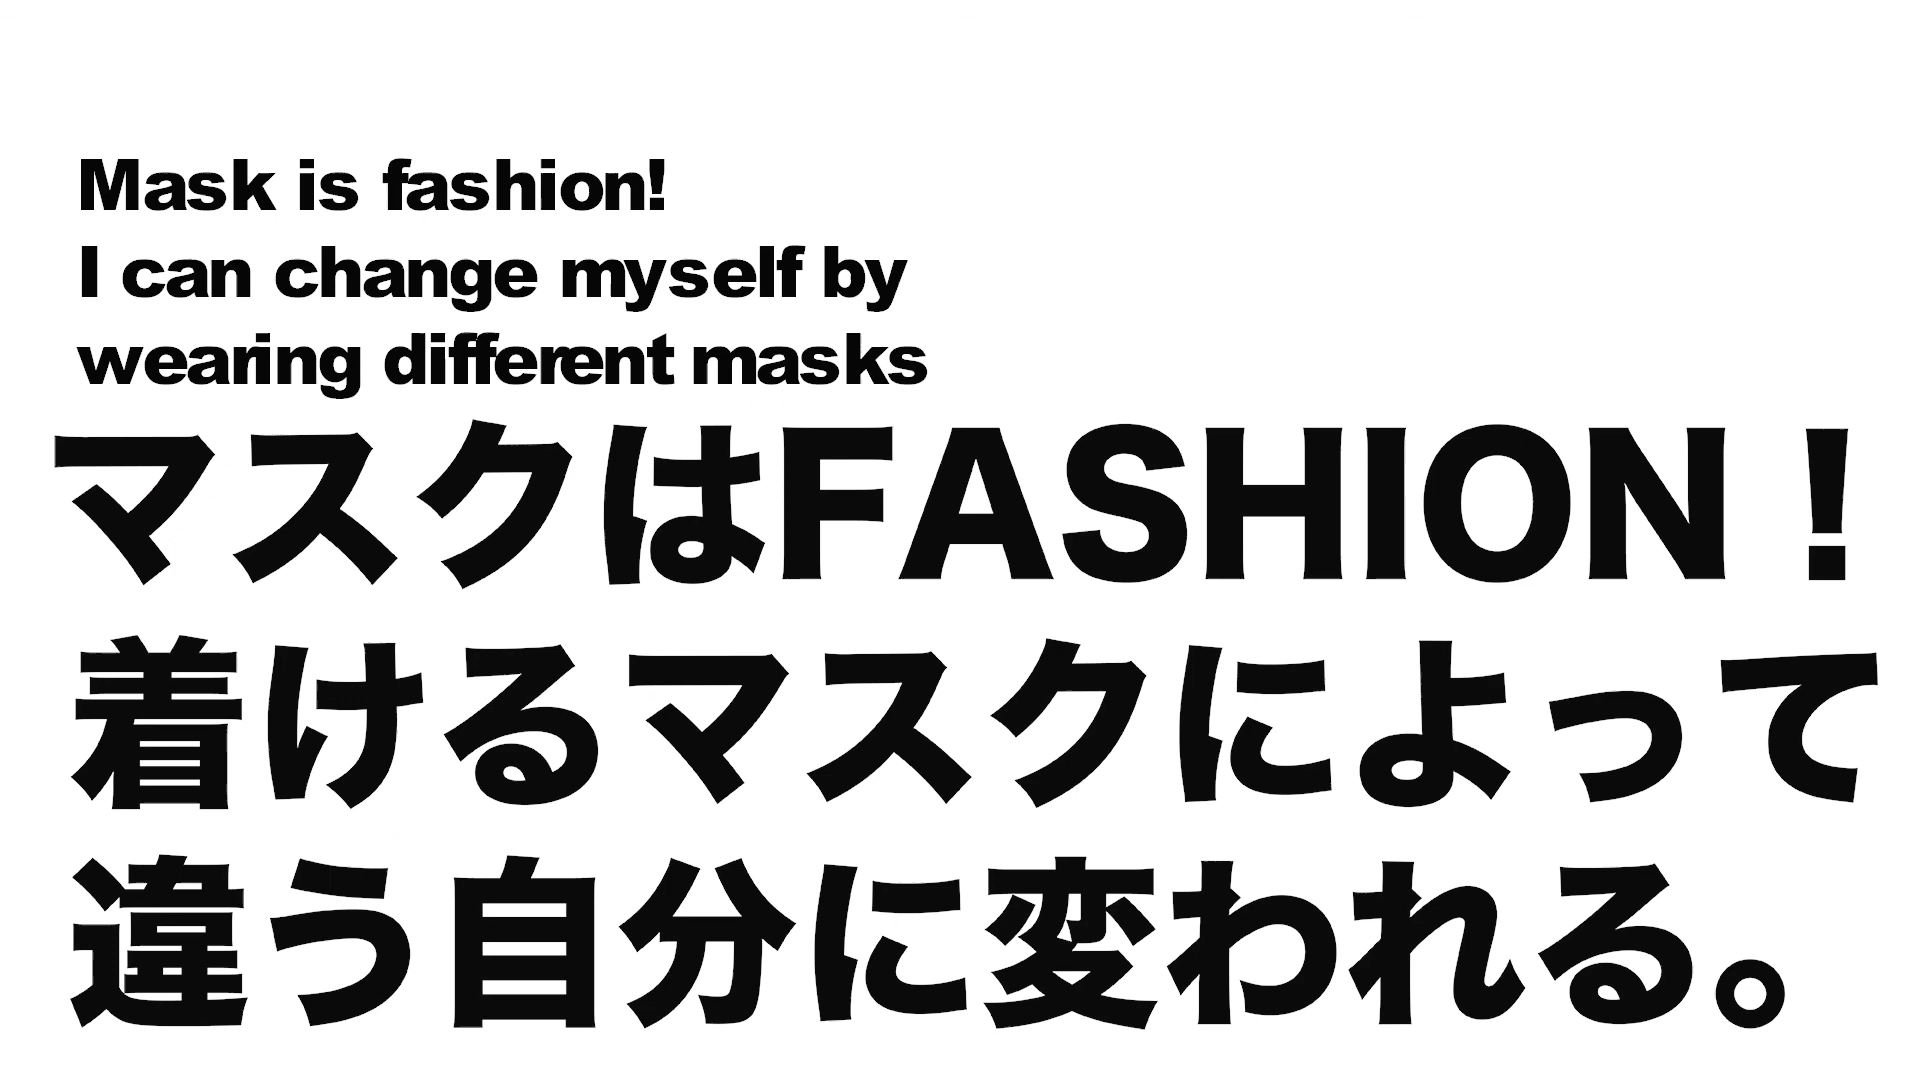 Mask is fashion!
I can change myself by
wearing different masks
マスクはFASHION！
着けるマスクによって
違う自分に変われる。